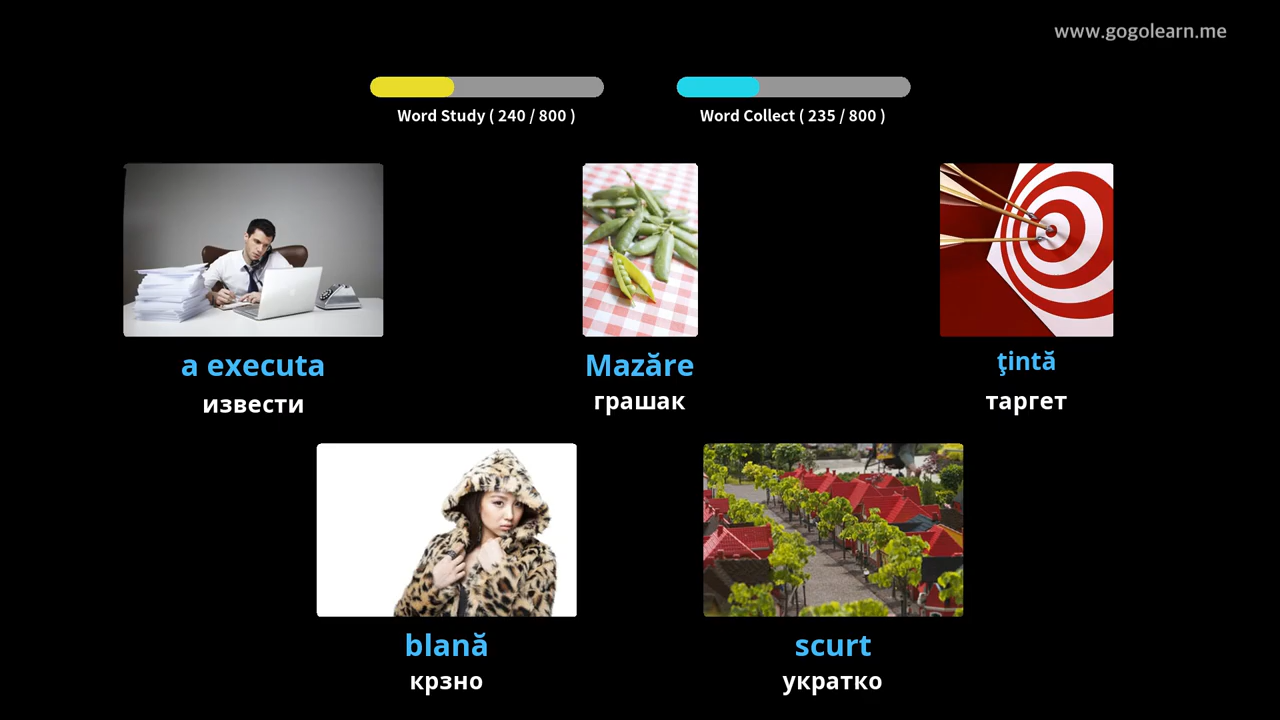 www.gogolearn.me
Word Study ( 240 / 800 )
Word Collect ( 235 / 800 )
a executa
извести
Mazăre
грашак
ţintă
таргет
blană
крзно
scurt
укратко